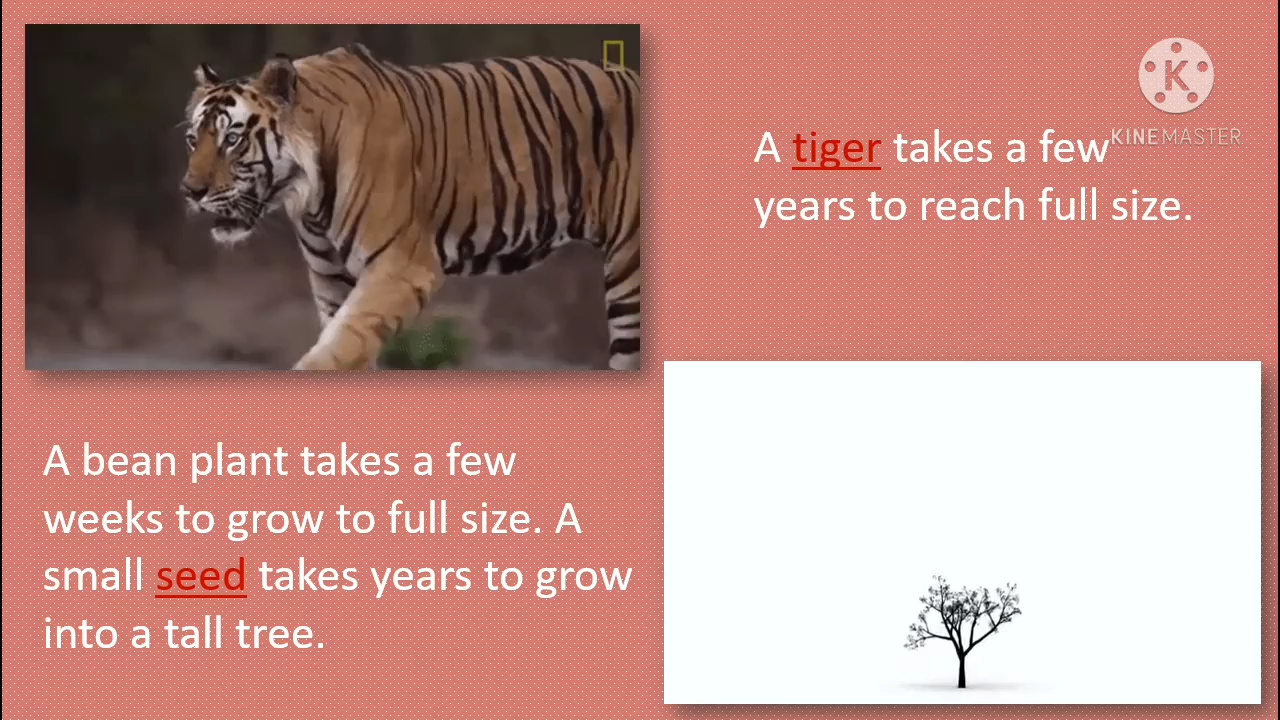 KINEMASTER
A tiger takes a few
years to reach full size.
A bean plant takes a few
weeks to grow to full size. A
small seed takes years to grow
into a tall tree.